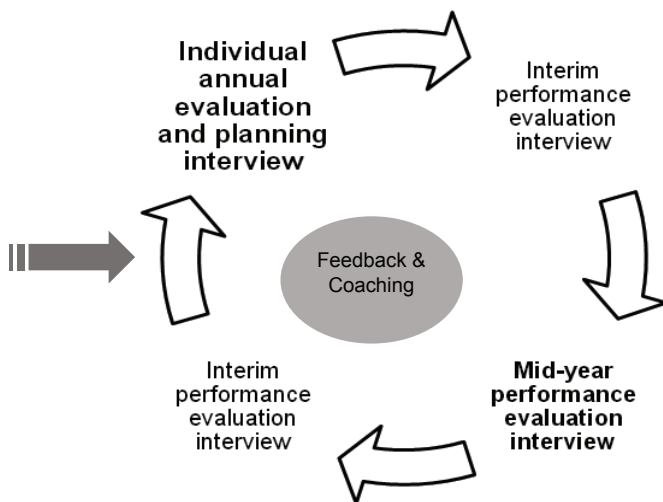 Individual
annual
evaluation
and planning
interview
Interim
performance
evaluation
interview
Feedback &
Coaching
Interim
performance
evaluation
interview
Mid-year
performance
evaluation
interview